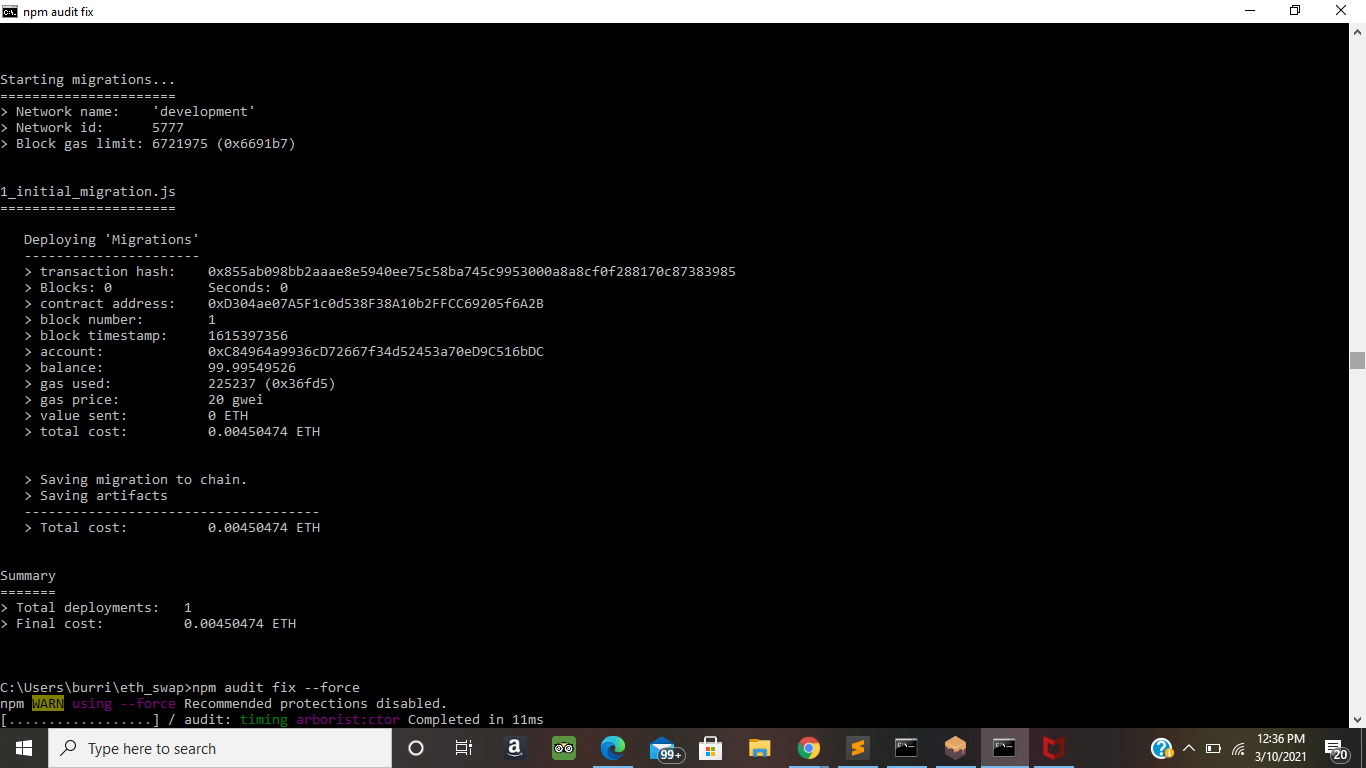 npm audit fix
Starting migrations...
======================
> Network name:    'development'
> Network id:      5777
> Block gas limit: 6721975 (0x6691b7)
1_initial_migration.js
======================
Deploying 'Migrations'
----------------------
> transaction hash:    0x855ab098bb2aaae8e5940ee75c58ba745c9953000a8a8cf0f288170c87383985
> Blocks: 0            Seconds: 0
> contract address:    0xD304ae07A5F1c0d538F38A10b2FFCC69205f6A2B
> block number:        1
> block timestamp:     1615397356
> account:             0xC84964a9936cD72667f34d52453a70eD9C516bDC
> balance:             99.99549526
> gas used:            225237 (0x36fd5)
> gas price:           20 gwei
> value sent:          0 ETH
> total cost:          0.00450474 ETH
> Saving migration to chain.
> Saving artifacts
-------------------------------------
> Total cost:          0.00450474 ETH
Summary
=======
> Total deployments:   1
> Final cost:          0.00450474 ETH
C:\Users\burri\eth_swap>npm audit fix --force
npm WARN using --force Recommended protections disabled.
[..................] / audit: timing arborist:ctor Completed in 11ms
Type here to search
99+
12:36 PM
3/10/2021
20